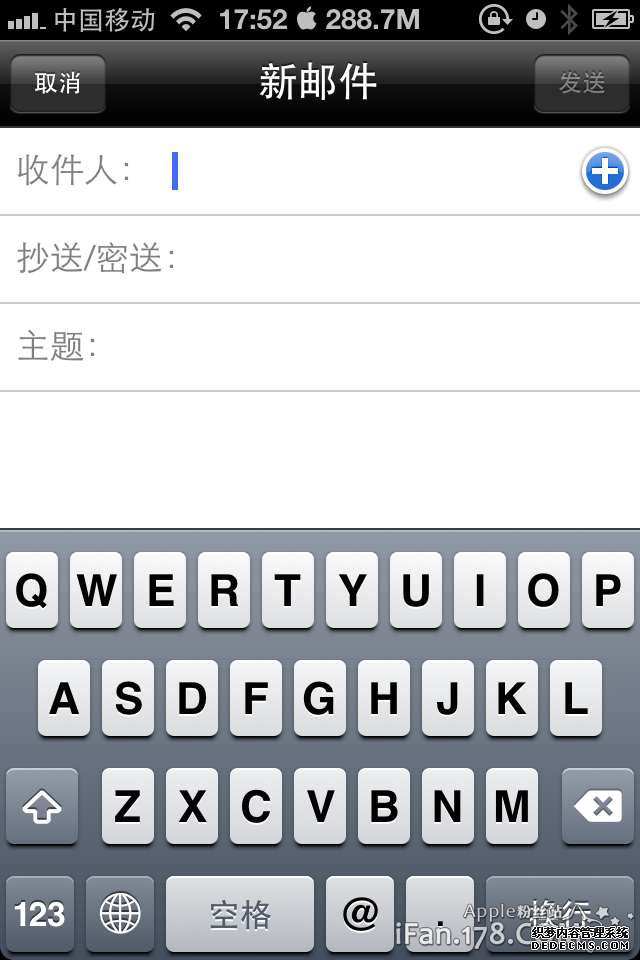 中国移动 17:52 288.7M
取消 新邮件 发送
收件人:
抄送/密送:
主题:
Q W E R T Y U I O P
A S D F G H J K L
Z X C V B N M
123 空格 @ . 换行
Apple粉丝站
iFan.178.C
织梦内容管理系统
DEDECMS.COM